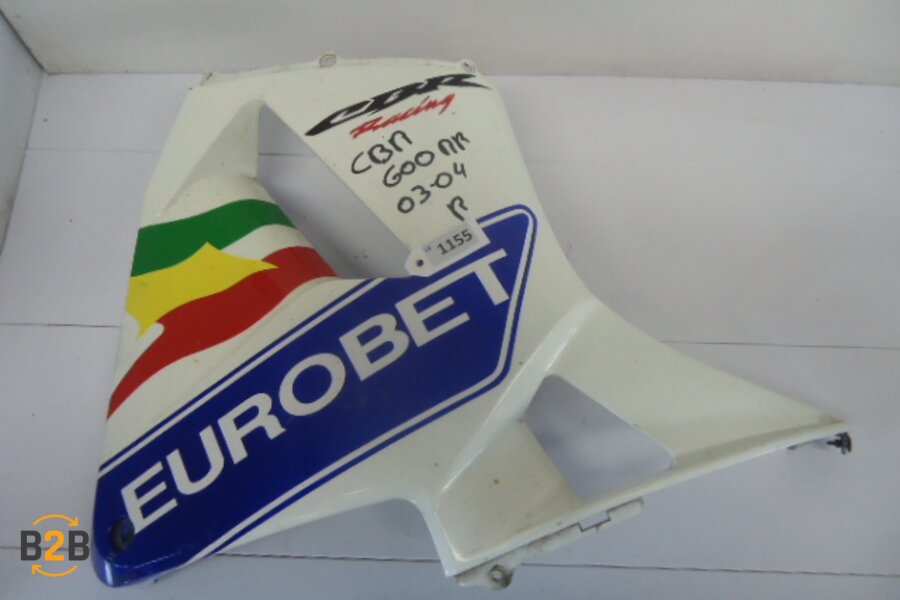 CBR
Racing
CBR
600 RR
03-04
R
1155
EUROBET
B2B